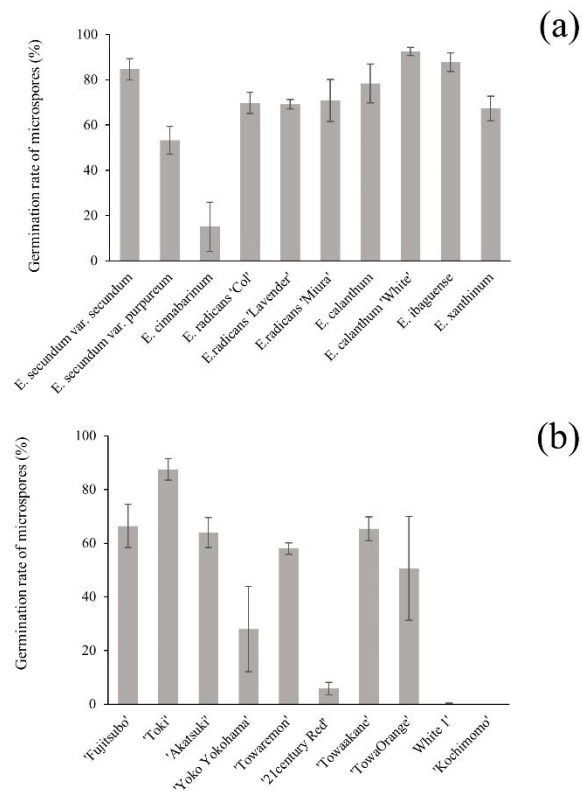 (a)
Germination rate of microspores (%)
100
80
60
40
20
0
E. secundum var. secundum
E. secundum var. purpureum
E. cinnabarinum
E. radicans 'Col'
E.radicans 'Lavender'
E.radicans 'Miura'
E. calanthum
E. calanthum 'White'
E. ibaguense
E. xanthinum
(b)
Germination rate of microspores (%)
100
80
60
40
20
0
'Fujitsubo'
'Toki'
'Akatsuki'
'Yoko Yokohama'
'Towaremon'
'21century Red'
'Towaakane'
'TowaOrange'
White 1'
'Kochimomo'